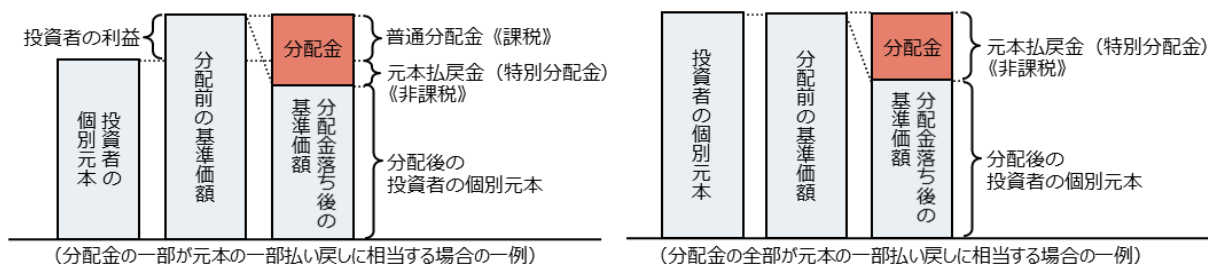 投資者の利益
投資者の
個別元本
分配前の基準価額
分配金
分配金落ち後の
基準価額
普通分配金《課税》
元本払戻金（特別分配金）
《非課税》
分配後の
投資者の個別元本
（分配金の一部が元本の一部払い戻しに相当する場合の一例）
投資者の個別元本
分配前の基準価額
分配金
分配金落ち後の
基準価額
元本払戻金（特別分配金）
《非課税》
分配後の
投資者の個別元本
（分配金の全部が元本の一部払い戻しに相当する場合の一例）